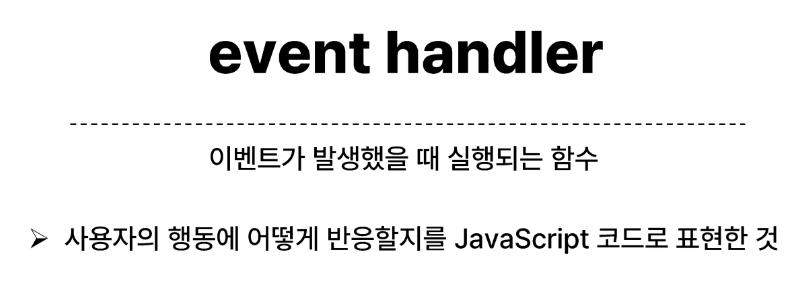 event handler
이벤트가 발생했을 때 실행되는 함수
➢ 사용자의 행동에 어떻게 반응할지를 JavaScript 코드로 표현한 것